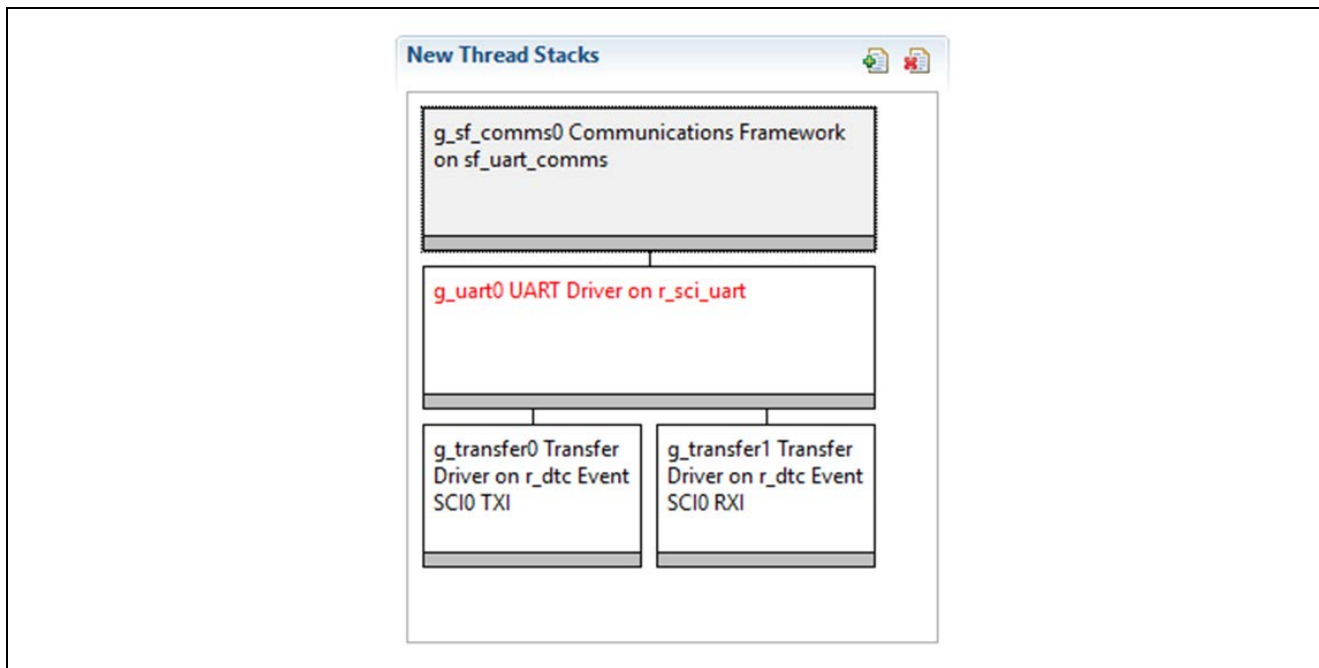 New Thread Stacks
g_sf_comms0 Communications Framework
on sf_uart_comms
g_uart0 UART Driver on r_sci_uart
g_transfer0 Transfer
Driver on r_dtc Event
SCI0 TXI
g_transfer1 Transfer
Driver on r_dtc Event
SCI0 RXI